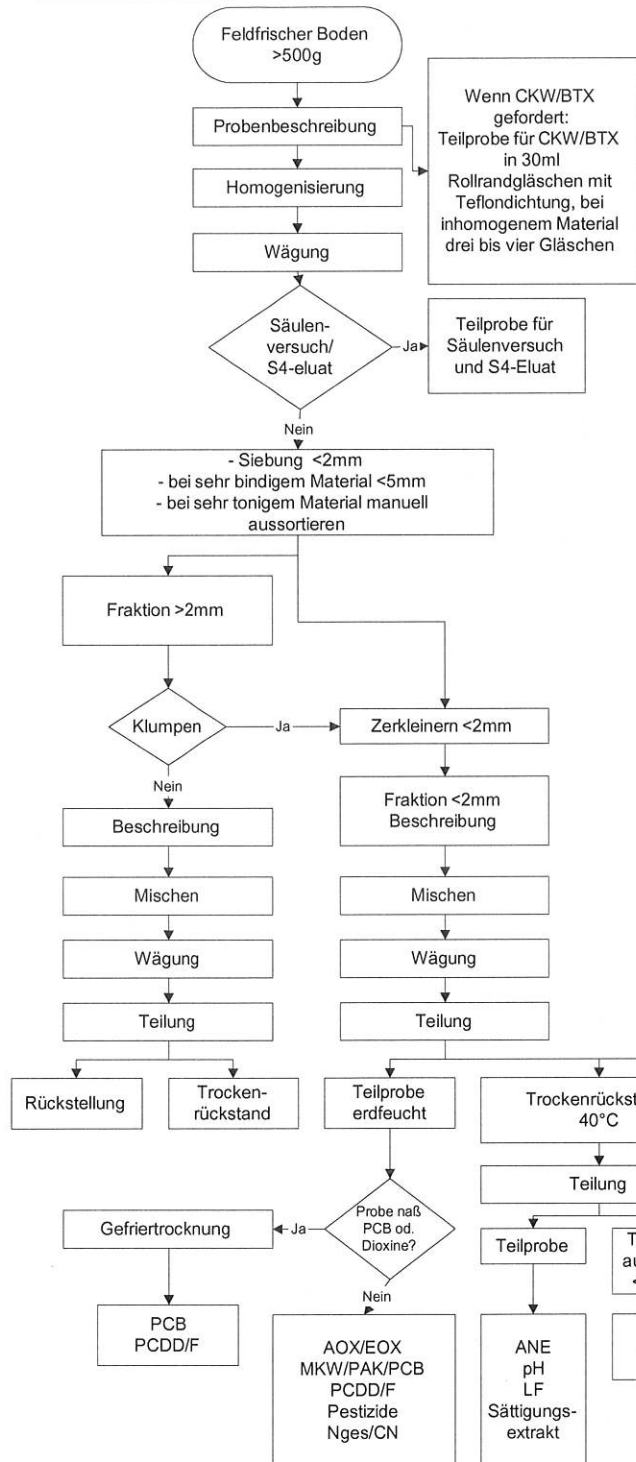 Feldfrischer Boden
>500g
Probenbeschreibung
Wenn CKW/BTX
gefordert:
Teilprobe für CKW/BTX
in 30ml
Rollrandgläschen mit
Teflondichtung, bei
inhomogenem Material
drei bis vier Gläschen
Homogenisierung
Wägung
Säulen-
versuch/
S4-eluat
Ja
Teilprobe für
Säulenversuch
und S4-Eluat
Nein
- Siebung <2mm
- bei sehr bindigem Material <5mm
- bei sehr tonigem Material manuell
aussortieren
Fraktion >2mm
Klumpen
Ja
Zerkleinern <2mm
Nein
Beschreibung
Fraktion <2mm
Beschreibung
Mischen
Mischen
Wägung
Wägung
Teilung
Teilung
Rückstellung
Trocken-
rückstand
Teilprobe
erdfeucht
Trockenrückst
40°C
Teilung
Probe naß
PCB od.
Dioxine?
Ja
Gefriertrocknung
Teilprobe
T
au
<
Nein
PCB
PCDD/F
AOX/EOX
MKW/PAK/PCB
PCDD/F
Pestizide
Nges/CN
ANE
pH
LF
Sättigungs-
extrakt